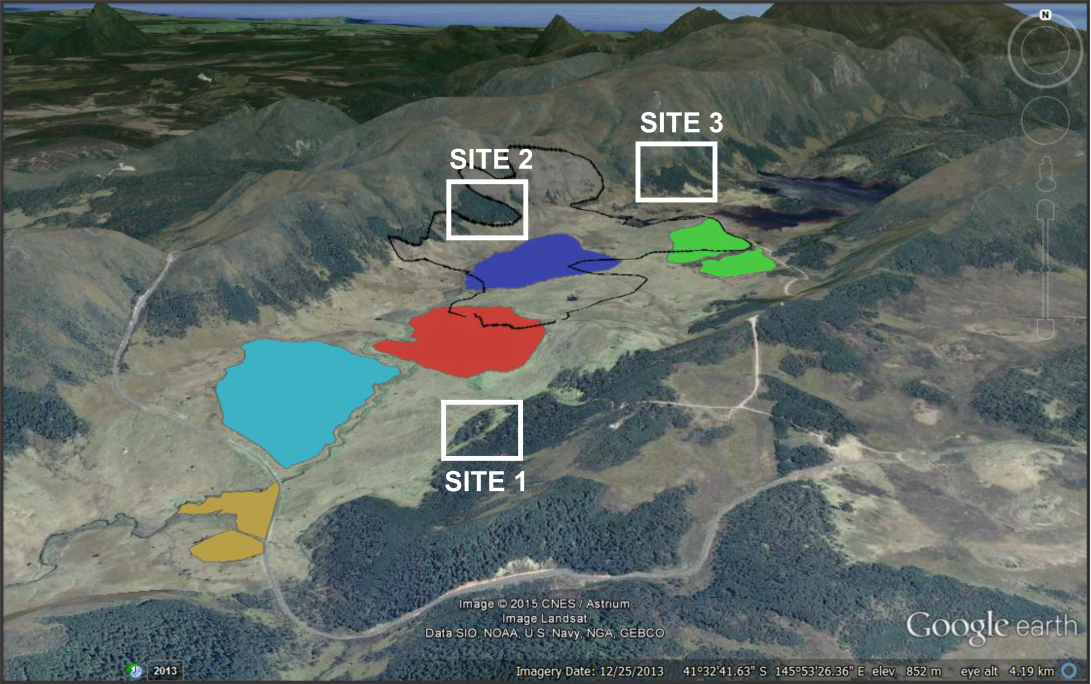 N
SITE 3
SITE 2
SITE 1
Image © 2015 CNES / Astrium
Image Landsat
Data SIO, NOAA, U.S. Navy, NGA, GEBCO
Google earth
2013
Imagery Date: 12/25/2013 41°32'41.63" S 145°53'26.36" E elev 852 m eye alt 4.19 km